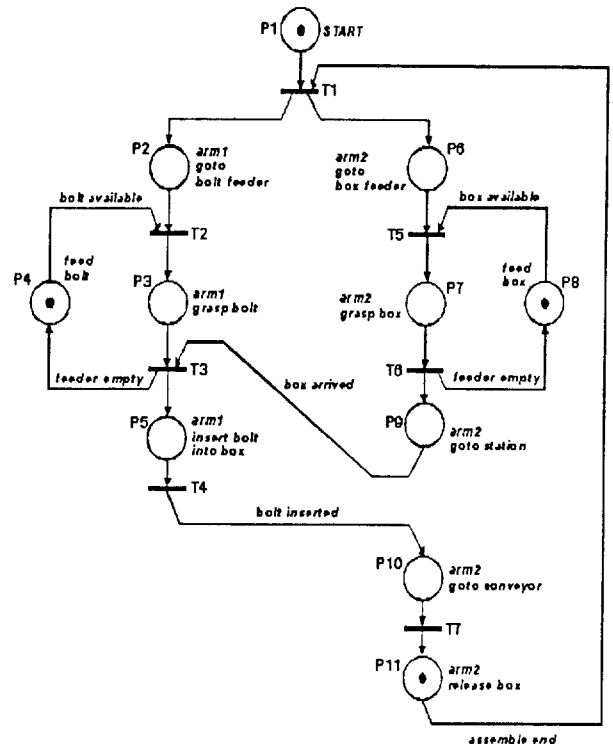 P1 START
T1
P2 arm1
goto
bolt feeder
P6 arm2
goto
box feeder
bolt available
box available
T2
T5
P4 feed
bolt
P3 arm1
grasp bolt
P7 arm2
grasp box
feed
box P8
feeder empty
T3
box arrived
T6
feeder empty
P5 arm1
insert bolt
into box
P9 arm2
goto station
T4
bolt inserted
P10 arm2
goto conveyor
T7
P11 arm2
release box
assemble end